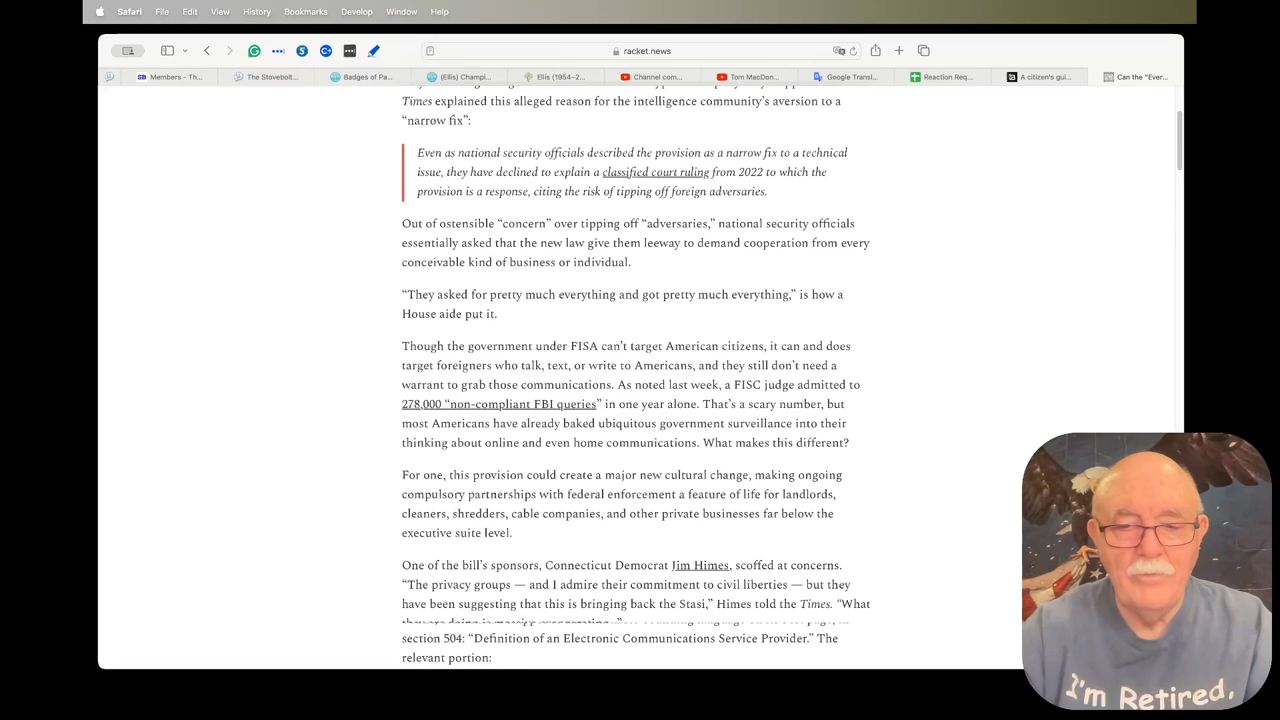 Safari File Edit View History Bookmarks Develop Window Help
racket.news
Members - Th... The Stovebolt... Badges of Pa... (Ellis) Champi... Ellis (1954–2... Channel com... Tom MacDon... Google Transl... Reaction Req... A citizen's gui... Can the "Ever...
Times explained this alleged reason for the intelligence community’s aversion to a
“narrow fix”:
Even as national security officials described the provision as a narrow fix to a technical
issue, they have declined to explain a classified court ruling from 2022 to which the
provision is a response, citing the risk of tipping off foreign adversaries.
Out of ostensible “concern” over tipping off “adversaries,” national security officials
essentially asked that the new law give them leeway to demand cooperation from every
conceivable kind of business or individual.
“They asked for pretty much everything and got pretty much everything,” is how a
House aide put it.
Though the government under FISA can’t target American citizens, it can and does
target foreigners who talk, text, or write to Americans, and they still don’t need a
warrant to grab those communications. As noted last week, a FISC judge admitted to
278,000 “non-compliant FBI queries” in one year alone. That’s a scary number, but
most Americans have already baked ubiquitous government surveillance into their
thinking about online and even home communications. What makes this different?
For one, this provision could create a major new cultural change, making ongoing
compulsory partnerships with federal enforcement a feature of life for landlords,
cleaners, shredders, cable companies, and other private businesses far below the
executive suite level.
One of the bill’s sponsors, Connecticut Democrat Jim Himes, scoffed at concerns.
“The privacy groups — and I admire their commitment to civil liberties — but they
have been suggesting that this is bringing back the Stasi,” Himes told the Times. “What
section 504: “Definition of an Electronic Communications Service Provider.” The
relevant portion:
I'm Retired,